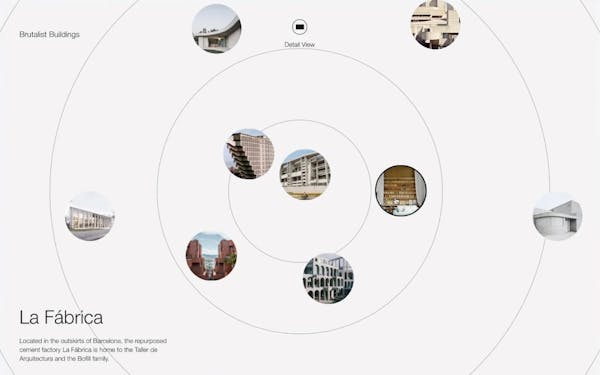 Brutalist Buildings
Detail View
La Fábrica
Located in the outskirts of Barcelona, the repurposed
cement factory La Fábrica is home to the Taller de
Arquitectura and the Bofill family.